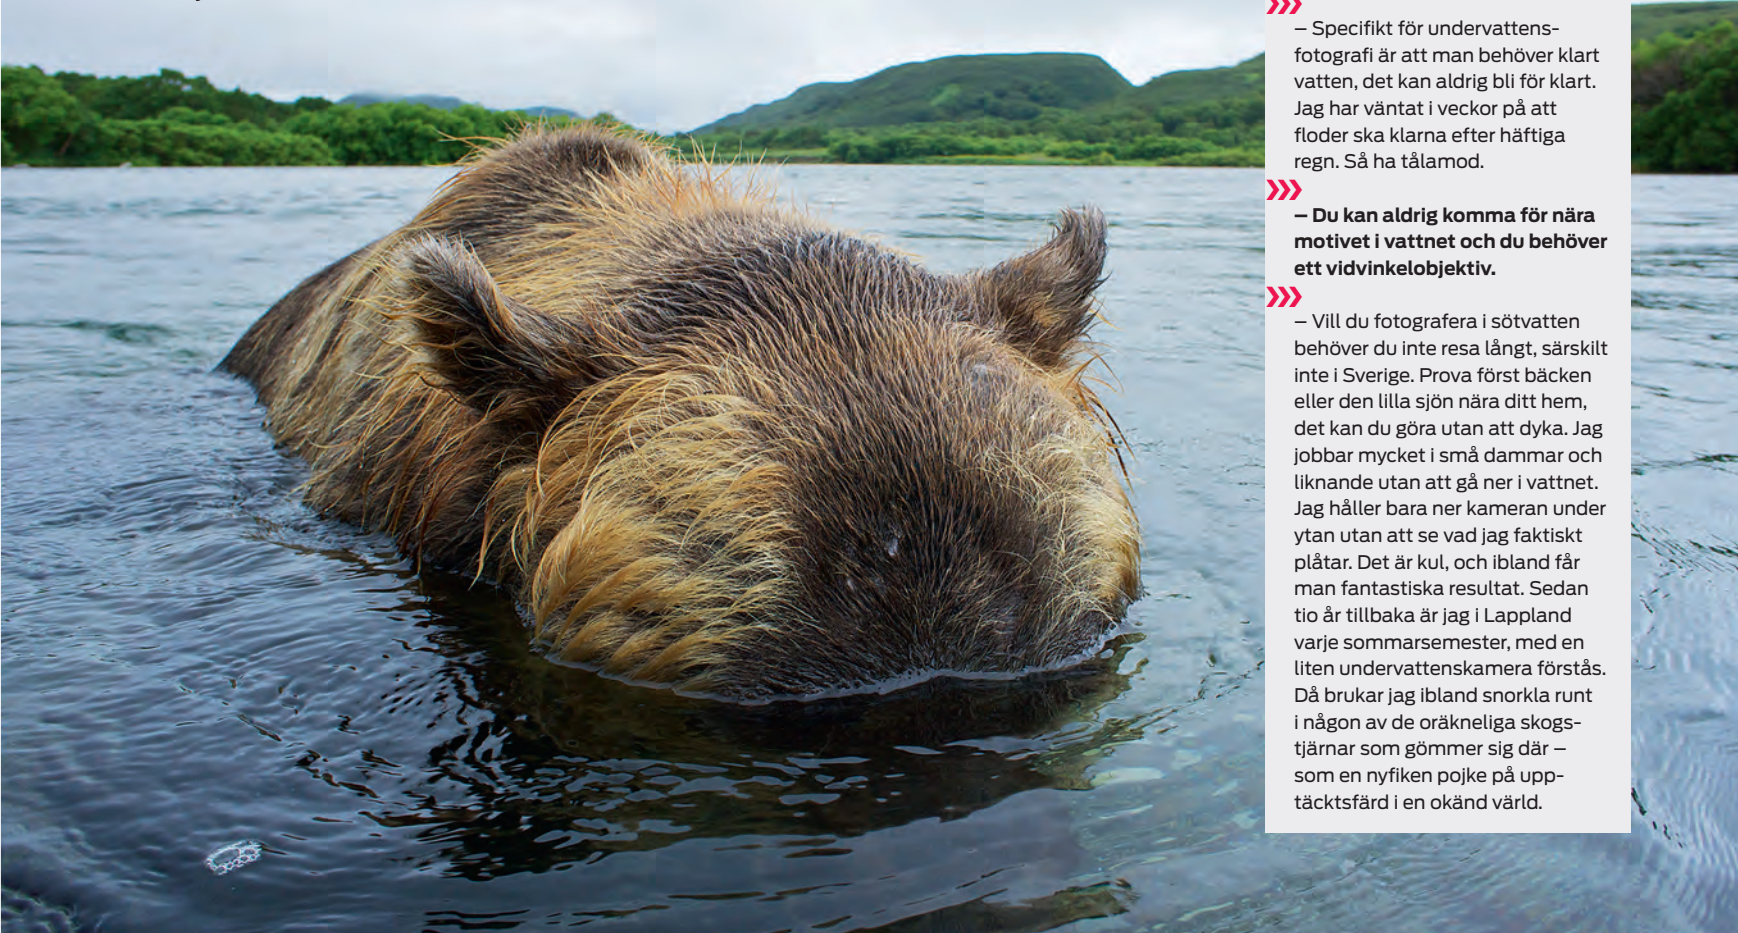 – Specifikt för undervattens-
fotografi är att man behöver klart
vatten, det kan aldrig bli för klart.
Jag har väntat i veckor på att
floder ska klarna efter häftiga
regn. Så ha tålamod.
– Du kan aldrig komma för nära
motivet i vattnet och du behöver
ett vidvinkelobjektiv.
– Vill du fotografera i sötvatten
behöver du inte resa långt, särskilt
inte i Sverige. Prova först bäcken
eller den lilla sjön nära ditt hem,
det kan du göra utan att dyka. Jag
jobbar mycket i små dammar och
liknande utan att gå ner i vattnet.
Jag håller bara ner kameran under
ytan utan att se vad jag faktiskt
plåtar. Det är kul, och ibland får
man fantastiska resultat. Sedan
tio år tillbaka är jag i Lappland
varje sommarsemester, med en
liten undervattenskamera förstås.
Då brukar jag ibland snorkla runt
i någon av de oräkneliga skogs-
tjärnar som gömmer sig där –
som en nyfiken pojke på upp-
täcktsfärd i en okänd värld.